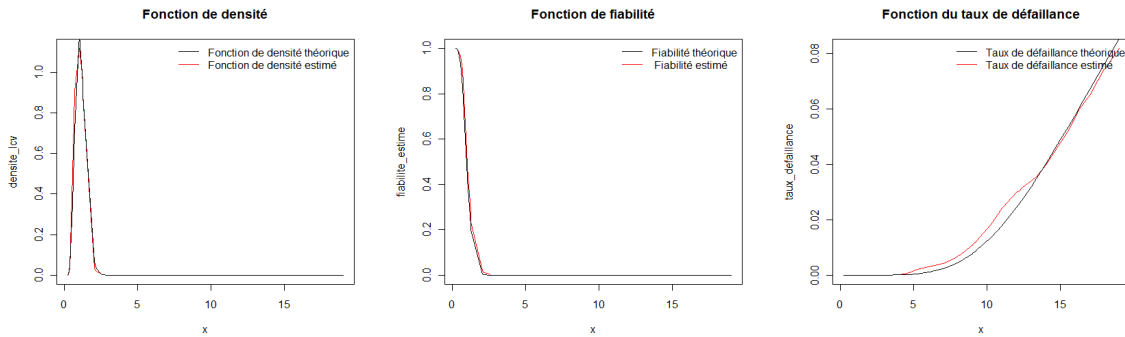 Fonction de densité
Fonction de densité théorique
Fonction de densité estimé
densite_lcv
0.0 0.2 0.4 0.6 0.8 1.0
0 5 10 15
x
Fonction de fiabilité
Fiabilité théorique
Fiabilité estimé
fiabilite_estime
0.0 0.2 0.4 0.6 0.8 1.0
0 5 10 15
x
Fonction du taux de défaillance
Taux de défaillance théorique
Taux de défaillance estimé
taux_defaillance
0.00 0.02 0.04 0.06 0.08
0 5 10 15
x